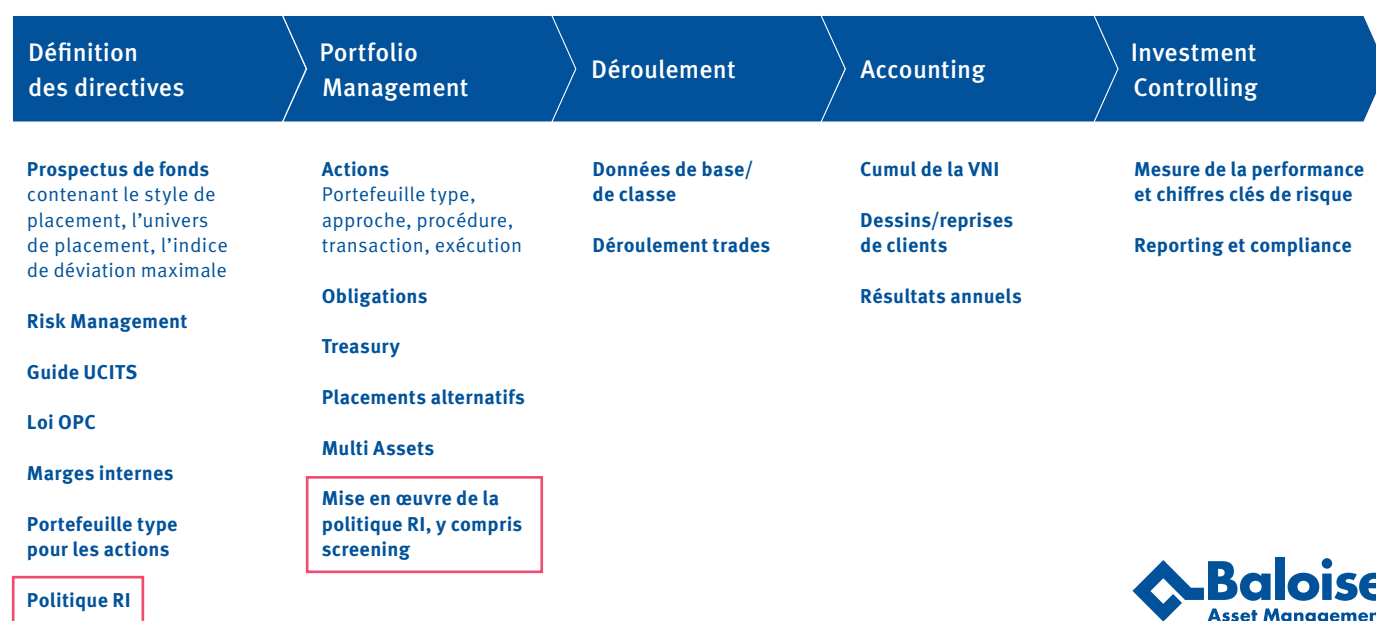 Définition
des directives
Portfolio
Management
Déroulement
Accounting
Investment
Controlling
Prospectus de fonds
contenant le style de
placement, l’univers
de placement, l’indice
de déviation maximale
Risk Management
Guide UCITS
Loi OPC
Marges internes
Portefeuille type
pour les actions
Politique RI
Actions
Portefeuille type,
approche, procédure,
transaction, exécution
Obligations
Treasury
Placements alternatifs
Multi Assets
Mise en œuvre de la
politique RI, y compris
screening
Données de base/
de classe
Déroulement trades
Cumul de la VNI
Dessins/reprises
de clients
Résultats annuels
Mesure de la performance
et chiffres clés de risque
Reporting et compliance
Baloise
Asset Managemen